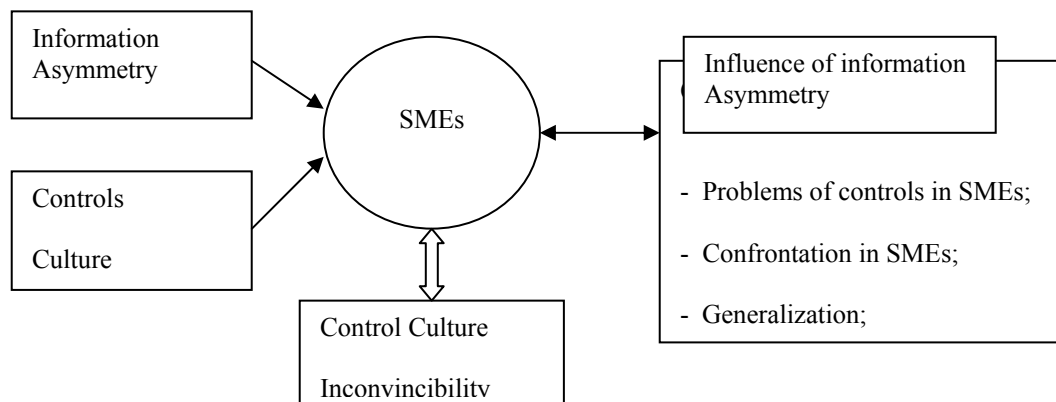 Information
Asymmetry
Controls
Culture
SMEs
Control Culture
Inconvincibility
Influence of information
Asymmetry
- Problems of controls in SMEs;
- Confrontation in SMEs;
- Generalization;